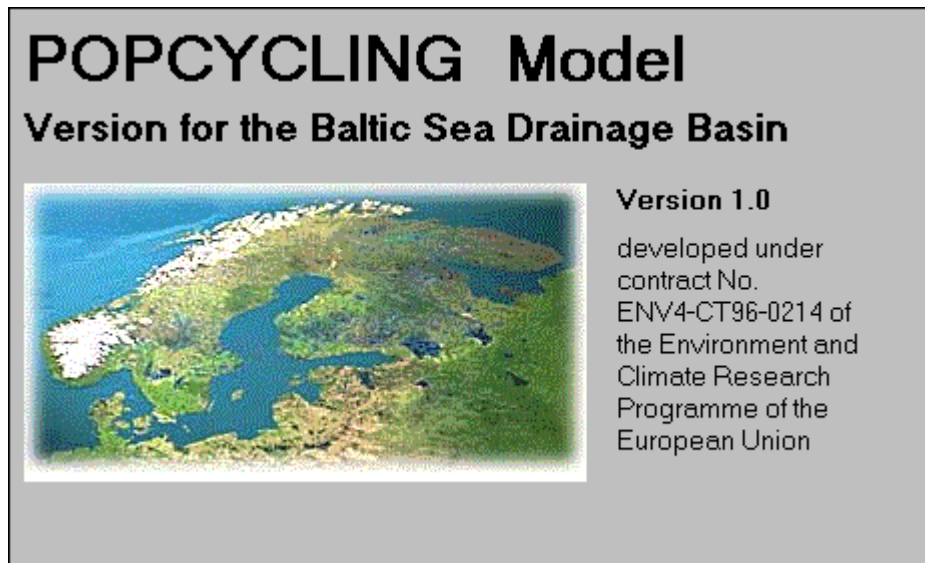 POPCYCLING Model
Version for the Baltic Sea Drainage Basin
Version 1.0
developed under
contract No.
ENV4-CT96-0214 of
the Environment and
Climate Research
Programme of the
European Union